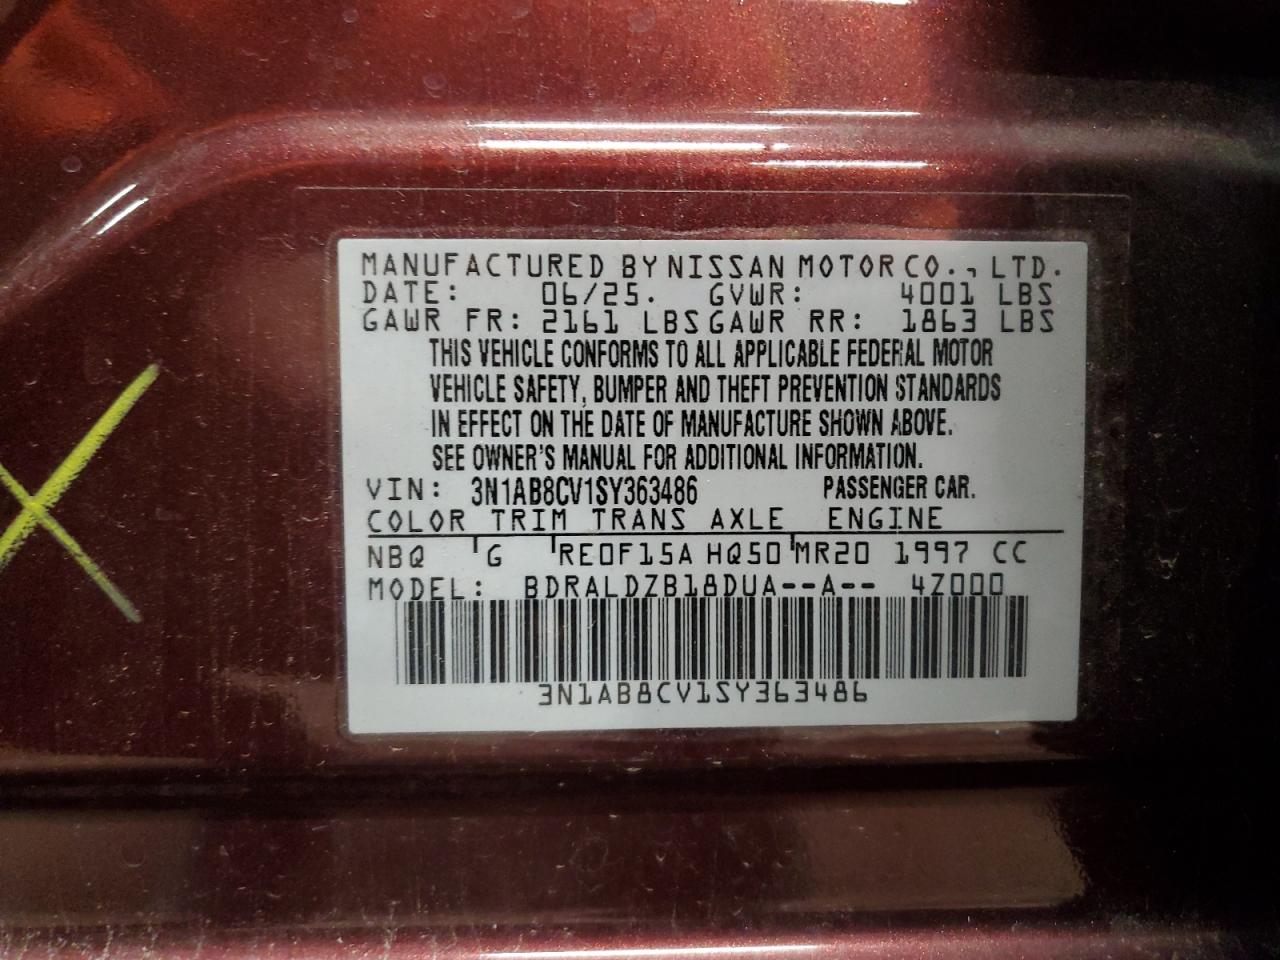 MANUFACTURED BY NISSAN MOTOR CO., LTD.
DATE: 06/25. GVWR: 4001 LBS
GAWR FR: 2161 LBS GAWR RR: 1863 LBS
THIS VEHICLE CONFORMS TO ALL APPLICABLE FEDERAL MOTOR
VEHICLE SAFETY, BUMPER AND THEFT PREVENTION STANDARDS
IN EFFECT ON THE DATE OF MANUFACTURE SHOWN ABOVE.
SEE OWNER'S MANUAL FOR ADDITIONAL INFORMATION.
VIN: 3N1AB8CV1SY363486 PASSENGER CAR.
COLOR TRIM TRANS AXLE ENGINE
NBQ G RE0F15A HQ50 MR20 1997 CC
MODEL: BDRALDZB18DUA--A-- 4Z000
3N1AB8CV1SY363486